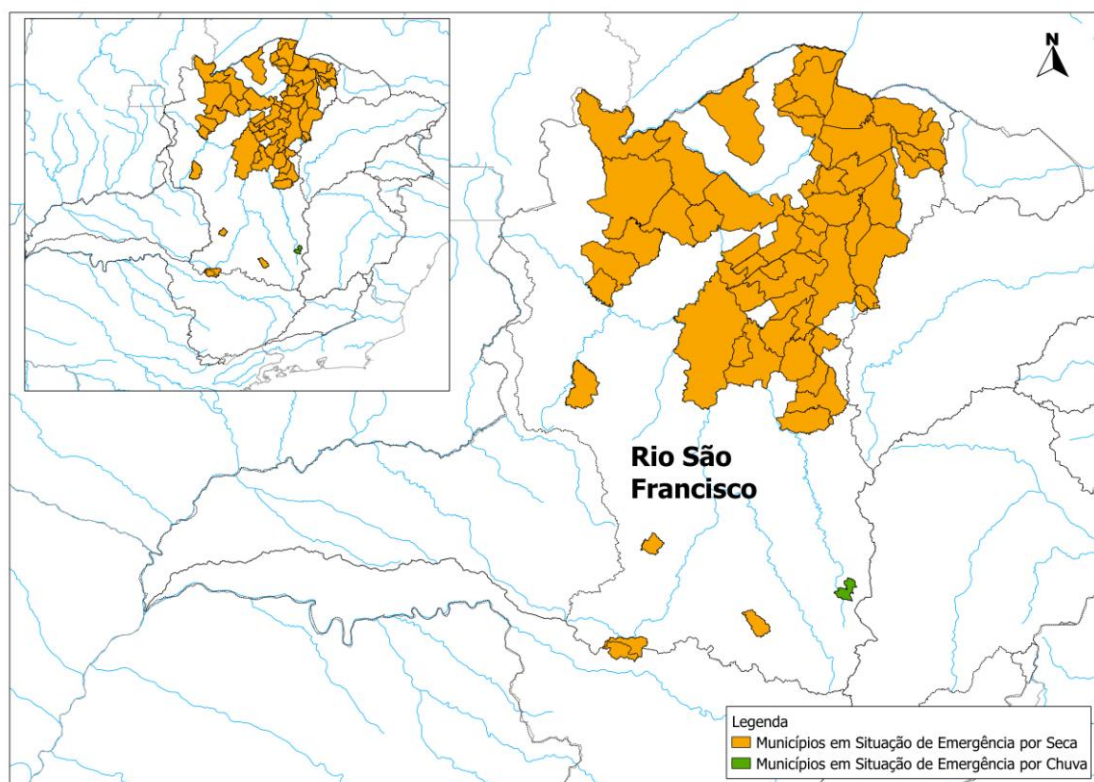 N
Rio São
Francisco
Legenda
Municípios em Situação de Emergência por Seca
Municípios em Situação de Emergência por Chuva